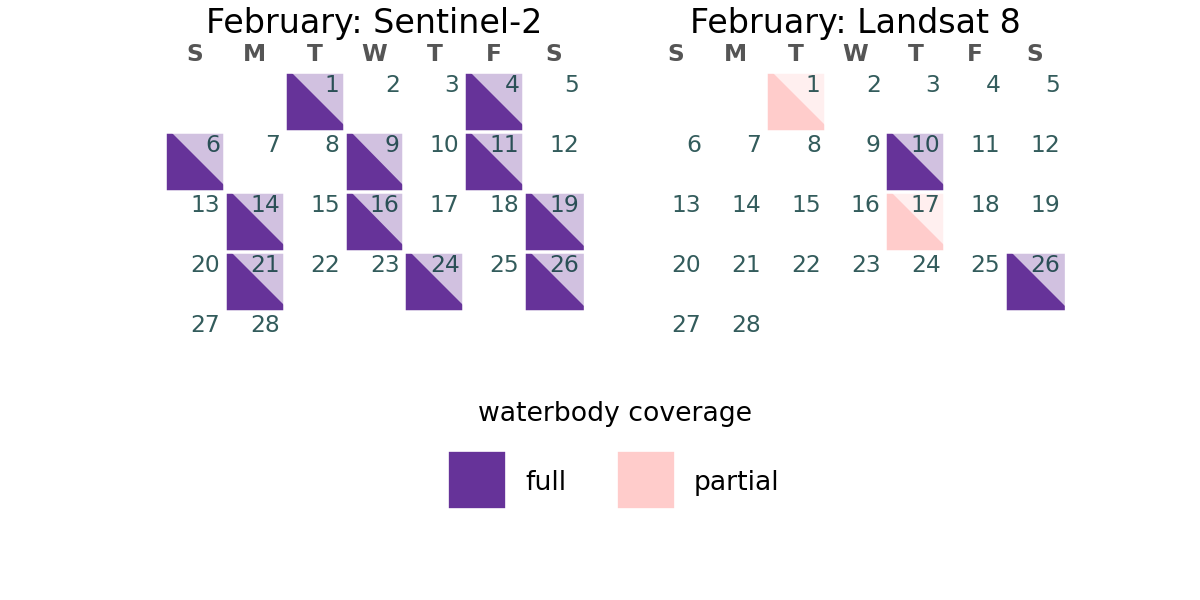 February: Sentinel-2
S M T W T F S
1 2 3 4 5
6 7 8 9 10 11 12
13 14 15 16 17 18 19
20 21 22 23 24 25 26
27 28
February: Landsat 8
S M T W T F S
1 2 3 4 5
6 7 8 9 10 11 12
13 14 15 16 17 18 19
20 21 22 23 24 25 26
27 28
waterbody coverage
full
partial